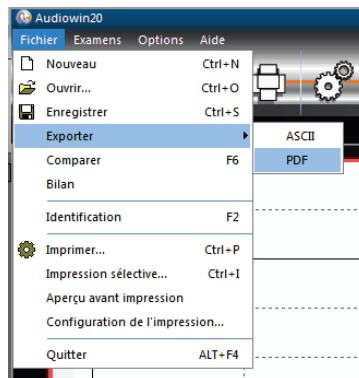 Audiowin20
Fichier Examens Options Aide
Nouveau Ctrl+N
Ouvrir... Ctrl+O
Enregistrer Ctrl+S
Exporter ASCII
Comparer F6 PDF
Bilan
Identification F2
Imprimer... Ctrl+P
Impression sélective... Ctrl+I
Aperçu avant impression
Configuration de l'impression...
Quitter ALT+F4